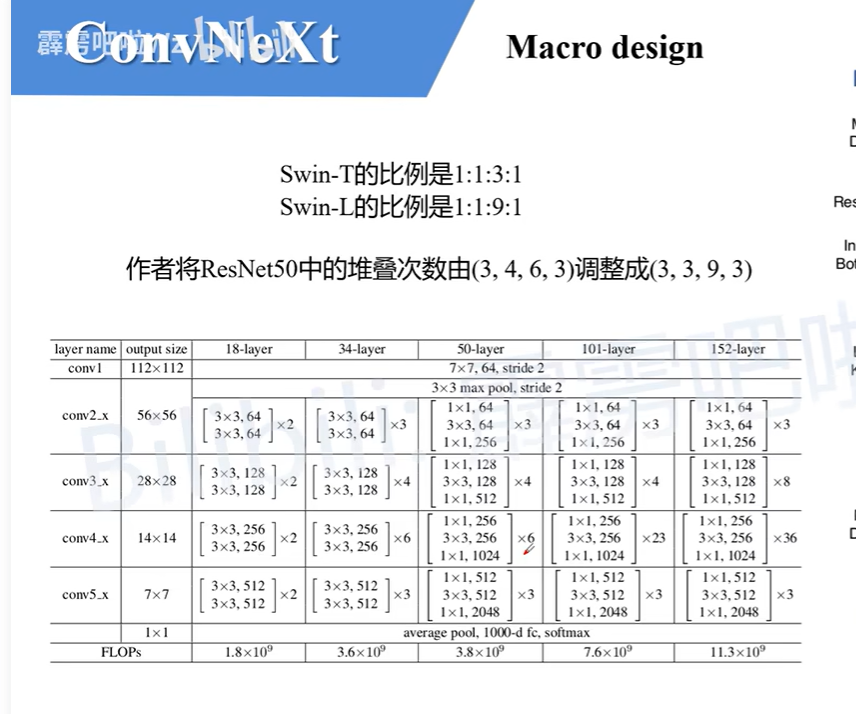 ConvNeXt
Macro design
Swin-T的比例是1:1:3:1
Swin-L的比例是1:1:9:1
作者将ResNet50中的堆叠次数由(3, 4, 6, 3)调整成(3, 3, 9, 3)
layer name output size 18-layer 34-layer 50-layer 101-layer 152-layer
conv1 112×112 7×7, 64, stride 2
3×3 max pool, stride 2
conv2_x 56×56 [3×3, 64 3×3, 64]×2 [3×3, 64 3×3, 64]×3 [1×1, 64 3×3, 64 1×1, 256]×3 [1×1, 64 3×3, 64 1×1, 256]×3 [1×1, 64 3×3, 64 1×1, 256]×3
conv3_x 28×28 [3×3, 128 3×3, 128]×2 [3×3, 128 3×3, 128]×4 [1×1, 128 3×3, 128 1×1, 512]×4 [1×1, 128 3×3, 128 1×1, 512]×4 [1×1, 128 3×3, 128 1×1, 512]×8
conv4_x 14×14 [3×3, 256 3×3, 256]×2 [3×3, 256 3×3, 256]×6 [1×1, 256 3×3, 256 1×1, 1024]×6 [1×1, 256 3×3, 256 1×1, 1024]×23 [1×1, 256 3×3, 256 1×1, 1024]×36
conv5_x 7×7 [3×3, 512 3×3, 512]×2 [3×3, 512 3×3, 512]×3 [1×1, 512 3×3, 512 1×1, 2048]×3 [1×1, 512 3×3, 512 1×1, 2048]×3 [1×1, 512 3×3, 512 1×1, 2048]×3
1×1 average pool, 1000-d fc, softmax
FLOPs 1.8×10⁹ 3.6×10⁹ 3.8×10⁹ 7.6×10⁹ 11.3×10⁹